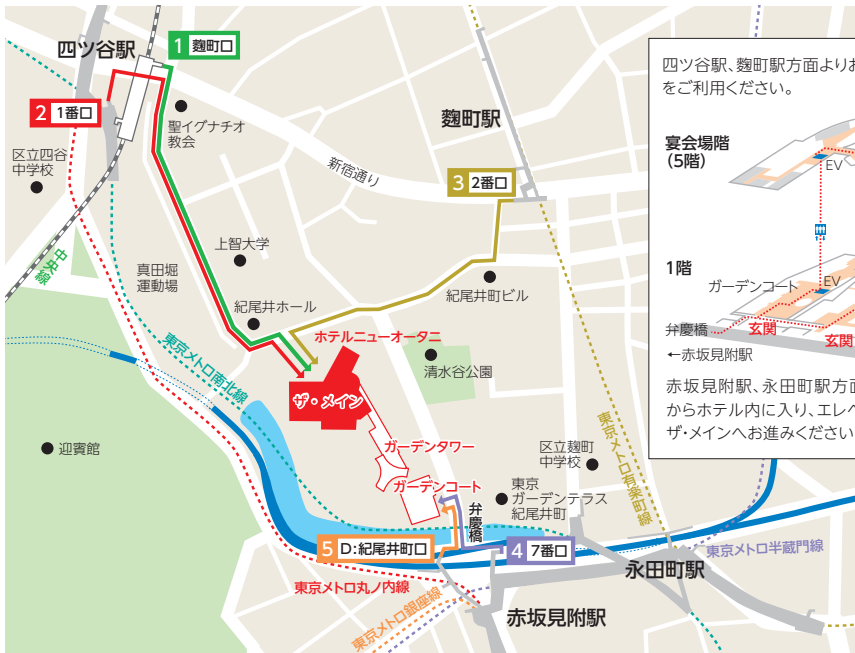 四ツ谷駅
1 麴町口
2 1番口
聖イグナチオ
教会
区立四谷
中学校
麴町駅
新宿通り
3 2番口
中央線
上智大学
真田堀
運動場
紀尾井ホール
紀尾井町ビル
東京メトロ南北線
ホテルニューオータニ
清水谷公園
ザ・メイン
迎賓館
ガーデンタワー
ガーデンコート
東京メトロ有楽町線
区立麴町
中学校
東京
ガーデンテラス
紀尾井町
弁慶橋
5 D:紀尾井町口
4 7番口
東京メトロ半蔵門線
永田町駅
東京メトロ丸ノ内線
東京メトロ銀座線
赤坂見附駅
四ツ谷駅、麴町駅方面よりお
をご利用ください。
宴会場階
(5階)
EV
1階
ガーデンコート
EV
弁慶橋
玄関
玄関
←赤坂見附駅
赤坂見附駅、永田町駅方面
からホテル内に入り、エレベ
ザ・メインへお進みください